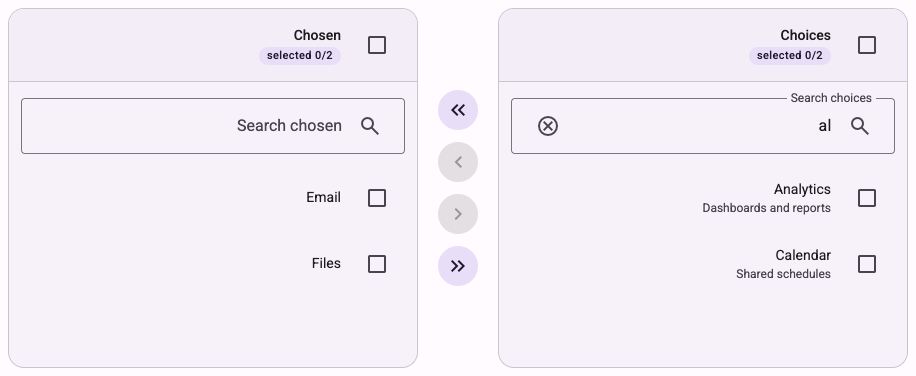 Chosen
selected 0/2
Search chosen
Email
Files
Choices
selected 0/2
Search choices
al
Analytics
Dashboards and reports
Calendar
Shared schedules